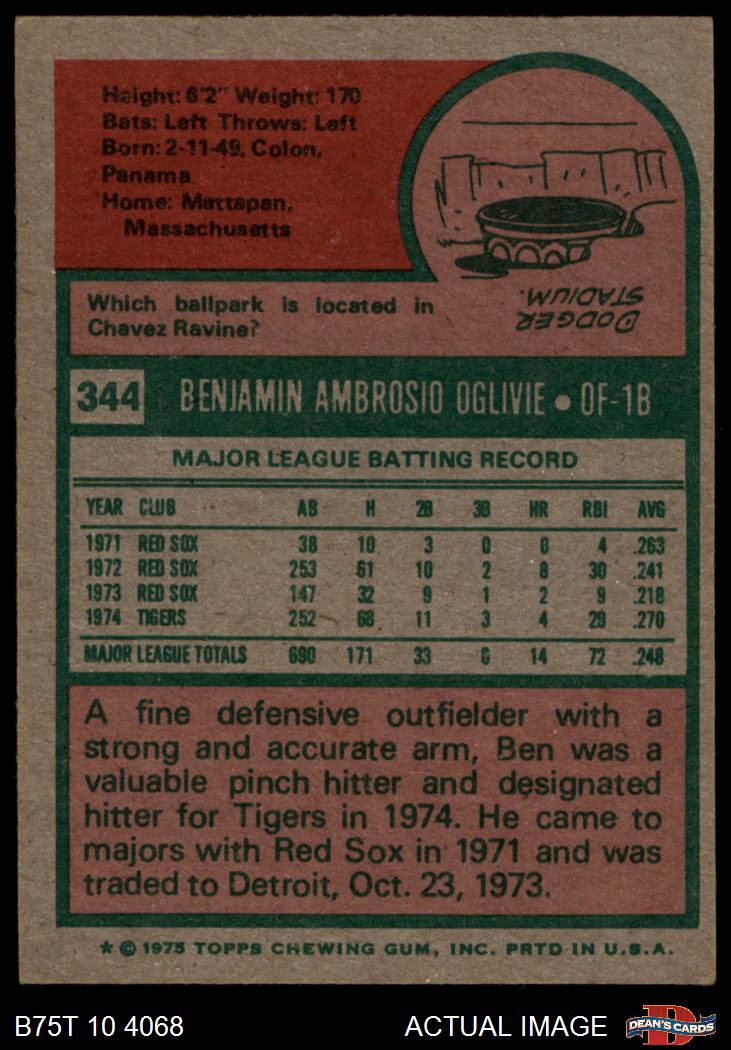 Height: 6'2" Weight: 170
Bats: Left Throws: Left
Born: 2-11-49, Colon,
Panama
Home: Mattapan,
Massachusetts
Which ballpark is located in
Chavez Ravine?
DODGER
STADIUM.
344 BENJAMIN AMBROSIO OGLIVIE • OF-1B
MAJOR LEAGUE BATTING RECORD
YEAR CLUB AB H 2B 3B HR RBI AVG
1971 RED SOX 38 10 3 0 0 4 .263
1972 RED SOX 253 61 10 2 8 30 .241
1973 RED SOX 147 32 9 1 2 9 .218
1974 TIGERS 252 68 11 3 4 29 .270
MAJOR LEAGUE TOTALS 690 171 33 6 14 72 .248
A fine defensive outfielder with a
strong and accurate arm, Ben was a
valuable pinch hitter and designated
hitter for Tigers in 1974. He came to
majors with Red Sox in 1971 and was
traded to Detroit, Oct. 23, 1973.
* © 1975 TOPPS CHEWING GUM, INC. PRTD IN U.S.A.
B75T 10 4068 ACTUAL IMAGE DEAN'S CARDS